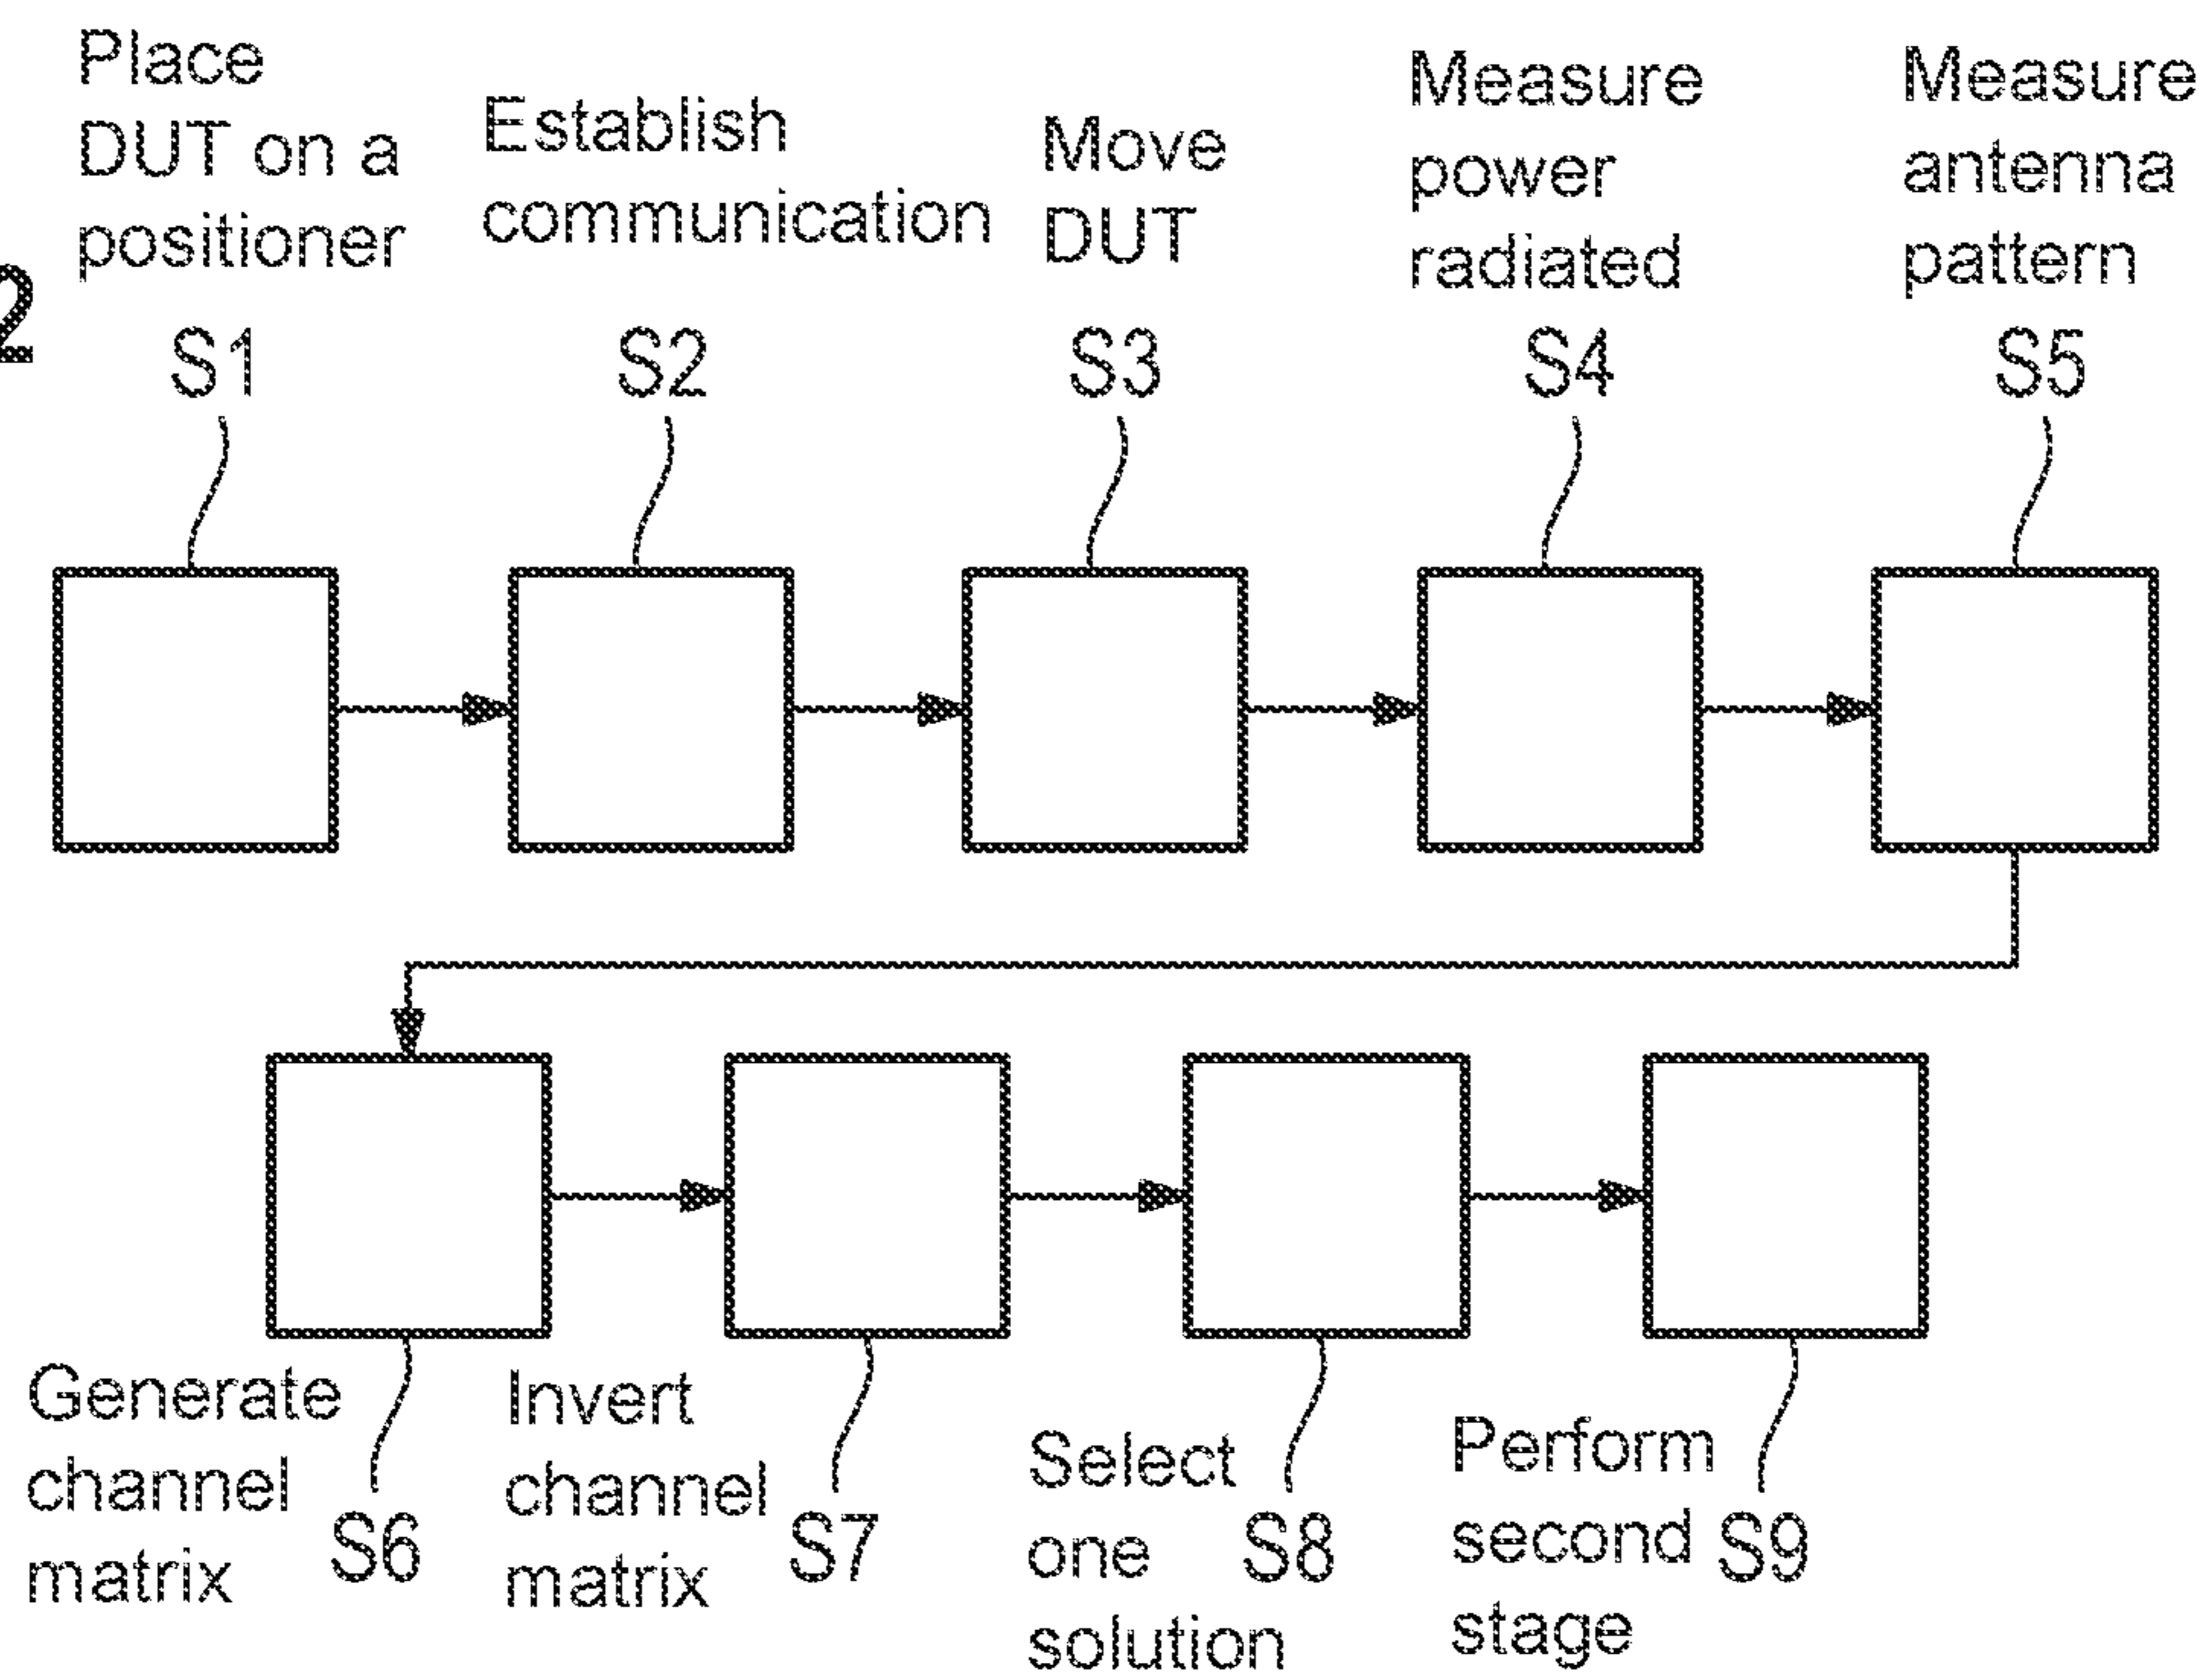 Place
DUT on a
positioner
S1
Establish
communication
S2
Move
DUT
S3
Measure
power
radiated
S4
Measure
antenna
pattern
S5
2
Generate
channel
matrix
S6
Invert
channel
matrix
S7
Select
one
solution
S8
Perform
second
stage
S9